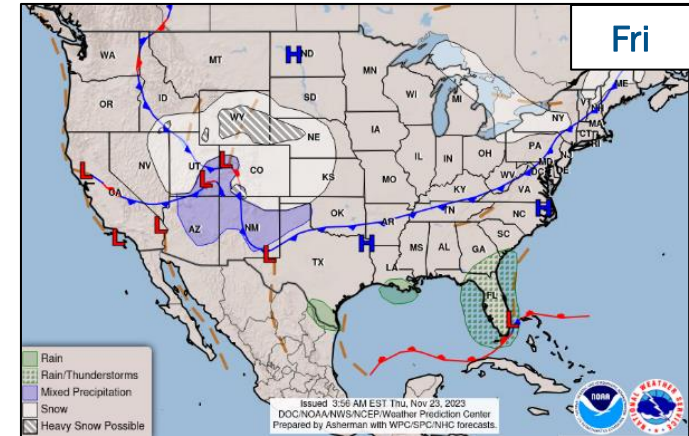 Fri
WA
MT
H
ND
MN
OR
ID
SD
WI
MI
ME
VT
NH
NY
MA
CT
RI
WY
NE
IA
PA
NJ
NV
UT
L
CO
IL
IN
OH
MD
DE
DC
WV
VA
L
L
KS
MO
KY
CA
OK
TN
NC
H
AZ
NM
AR
SC
L
L
L
H
MS
AL
GA
TX
LA
FL
L
Rain
Rain/Thunderstorms
Mixed Precipitation
Snow
Heavy Snow Possible
Issued 3:56 AM EST Thu, Nov 23, 2023
DOC/NOAA/NWS/NCEP/Weather Prediction Center
Prepared by Asherman with WPC/SPC/NHC forecasts.
NOAA
NATIONAL WEATHER SERVICE